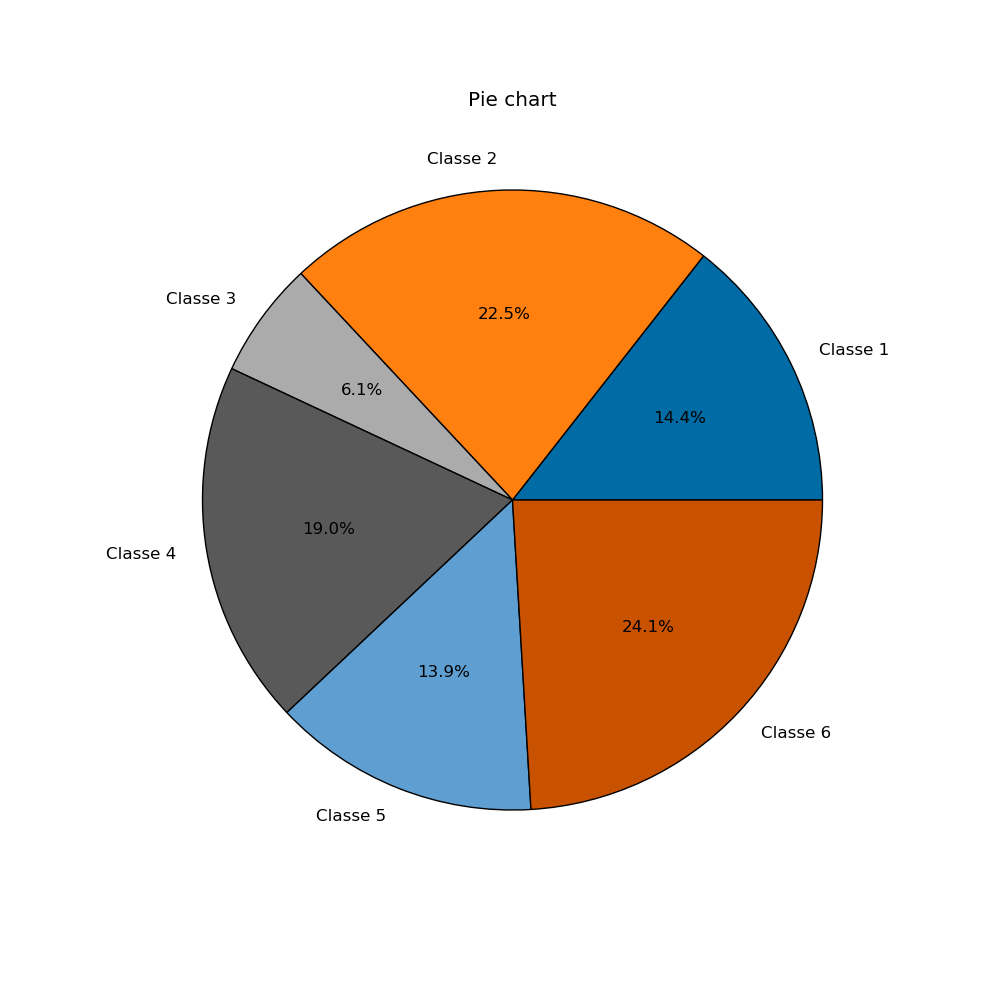 Pie chart
Classe 2
Classe 3
Classe 1
22.5%
6.1%
14.4%
19.0%
Classe 4
24.1%
13.9%
Classe 6
Classe 5